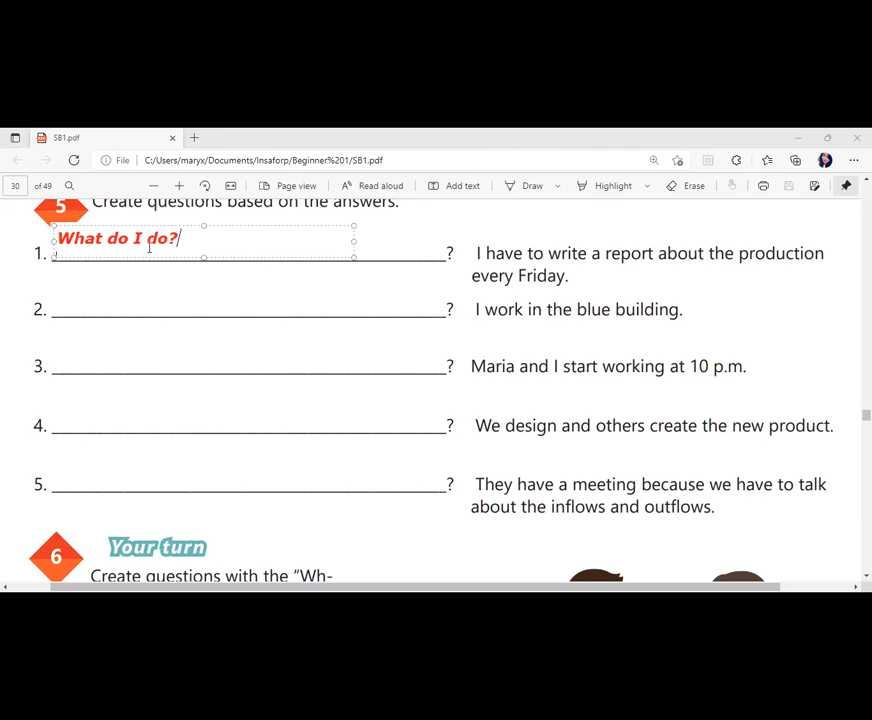 SB1.pdf
File
C:/Users/maryx/Documents/Insaforp/Beginner%201/SB1.pdf
30 of 49
Page view
Read aloud
Add text
Draw
Highlight
Erase
5 Create questions based on the answers.
What do I do?
1. ? I have to write a report about the production
every Friday.
2. ? I work in the blue building.
3. ? Maria and I start working at 10 p.m.
4. ? We design and others create the new product.
5. ? They have a meeting because we have to talk
about the inflows and outflows.
6 Your turn
Create questions with the “Wh-